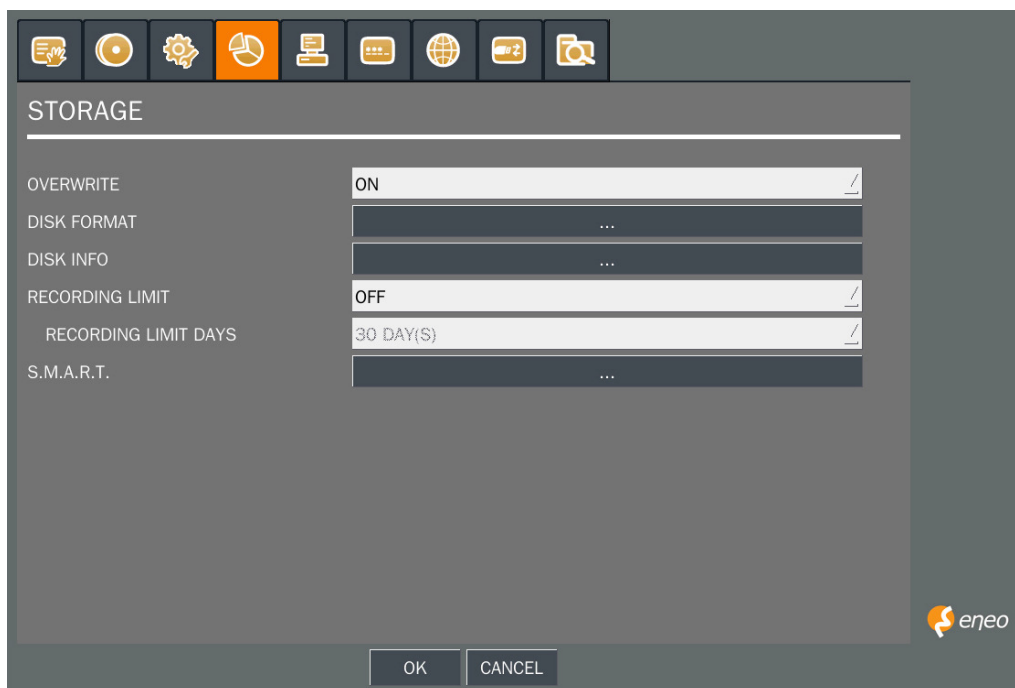 STORAGE
OVERWRITE ON
DISK FORMAT ...
DISK INFO ...
RECORDING LIMIT OFF
RECORDING LIMIT DAYS 30 DAY(S)
S.M.A.R.T. ...
eneo
OK CANCEL